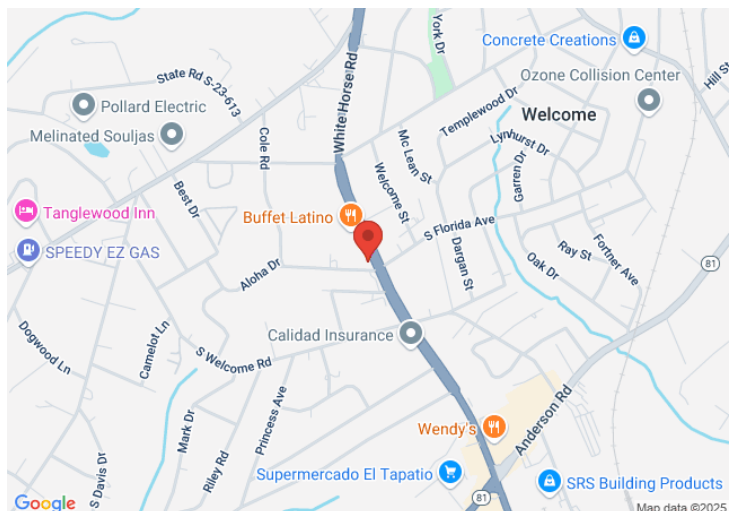 York Dr
Concrete Creations
State Rd S-23-613
White Horse Rd
Ozone Collision Center
Hill St
Pollard Electric
Templewood Dr
Welcome
Melinated Souljas
Cole Rd
Mc Lean St
Lynhurst Dr
Welcome St
Garren Dr
Best Dr
Tanglewood Inn
Buffet Latino
S Florida Ave
Fortner Ave
Ray St
SPEEDY EZ GAS
Dargan St
Oak Dr
81
Aloha Dr
Dogwood Ln
Camelot Ln
S Welcome Rd
Calidad Insurance
Princess Ave
Mark Dr
Wendy's
Anderson Rd
Riley Rd
S Davis Dr
Supermercado El Tapatio
SRS Building Products
81
Google
Map data ©2025